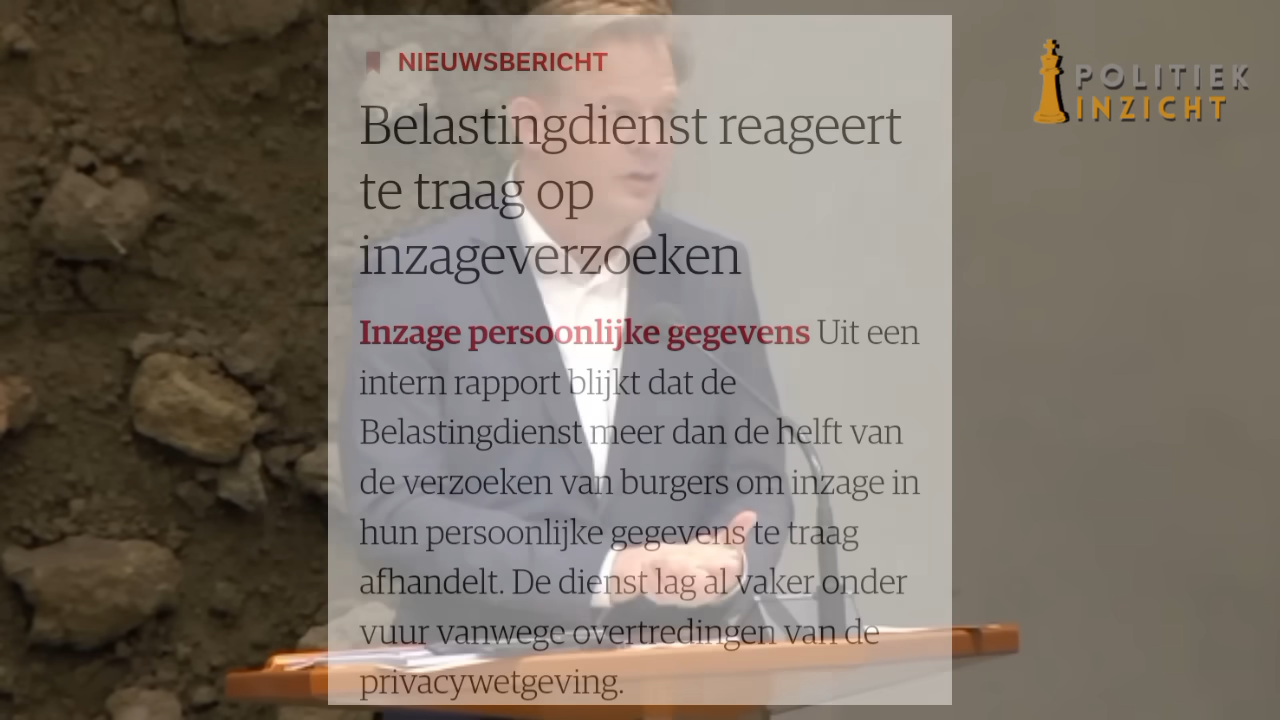 NIEUWSBERICHT
Belastingdienst reageert
te traag op
inzageverzoeken
Inzage persoonlijke gegevens Uit een
intern rapport blijkt dat de
Belastingdienst meer dan de helft van
de verzoeken van burgers om inzage in
hun persoonlijke gegevens te traag
afhandelt. De dienst lag al vaker onder
vuur vanwege overtredingen van de
privacywetgeving.
POLITIEK
INZICHT